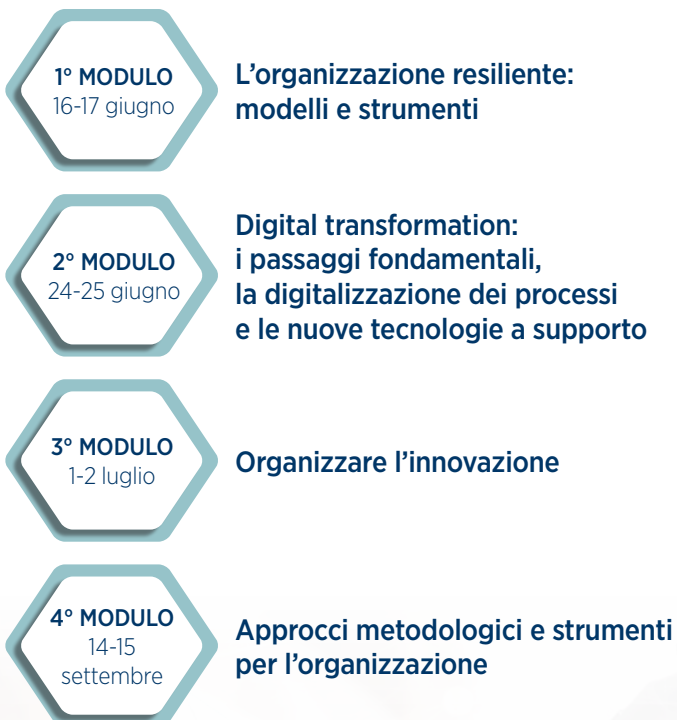 1° MODULO
16-17 giugno
L’organizzazione resiliente:
modelli e strumenti
2° MODULO
24-25 giugno
Digital transformation:
i passaggi fondamentali,
la digitalizzazione dei processi
e le nuove tecnologie a supporto
3° MODULO
1-2 luglio
Organizzare l’innovazione
4° MODULO
14-15
settembre
Approcci metodologici e strumenti
per l’organizzazione